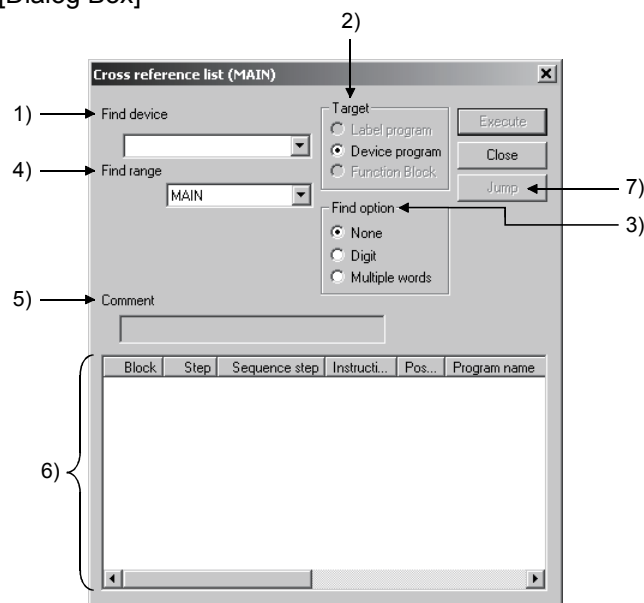 [Dialog Box]
2)
Cross reference list (MAIN)
1)
Find device
Target
Label program
Device program
Function Block
Execute
Close
Jump
7)
4)
Find range
MAIN
Find option
3)
None
Digit
Multiple words
5)
Comment
Block Step Sequence step Instructi... Pos... Program name
6)